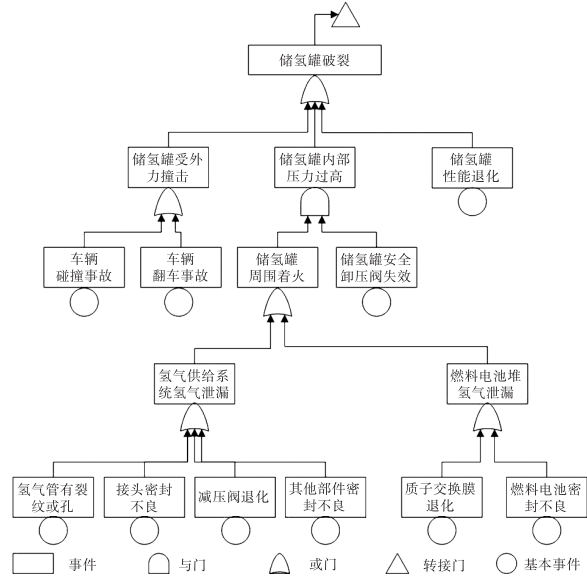 储氢罐破裂
储氢罐受外
力撞击
储氢罐内部
压力过高
储氢罐
性能退化
车辆
碰撞事故
车辆
翻车事故
储氢罐
周围着火
储氢罐安全
卸压阀失效
氢气供给系
统氢气泄漏
燃料电池堆
氢气泄漏
氢气管有裂
纹或孔
接头密封
不良
减压阀退化
其他部件密
封不良
质子交换膜
退化
燃料电池密
封不良
事件
与门
或门
转接门
基本事件